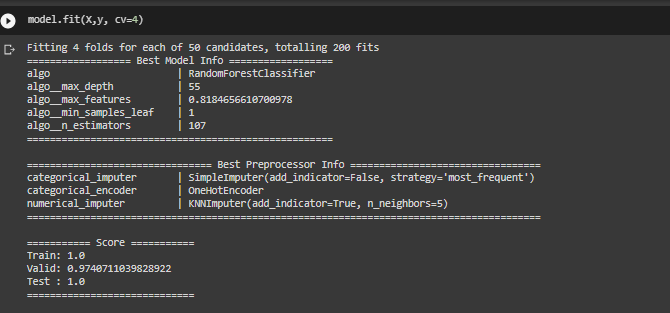 model.fit(X,y, cv=4)
Fitting 4 folds for each of 50 candidates, totalling 200 fits
================== Best Model Info ==================
algo                     | RandomForestClassifier
algo__max_depth          | 55
algo__max_features       | 0.8184656610700978
algo__min_samples_leaf   | 1
algo__n_estimators       | 107
=====================================================
================================ Best Preprocessor Info =================================
categorical_imputer      | SimpleImputer(add_indicator=False, strategy='most_frequent')
categorical_encoder      | OneHotEncoder
numerical_imputer        | KNNImputer(add_indicator=True, n_neighbors=5)
=========================================================================================
=========== Score ===========
Train: 1.0
Valid: 0.9740711039828922
Test : 1.0
=============================